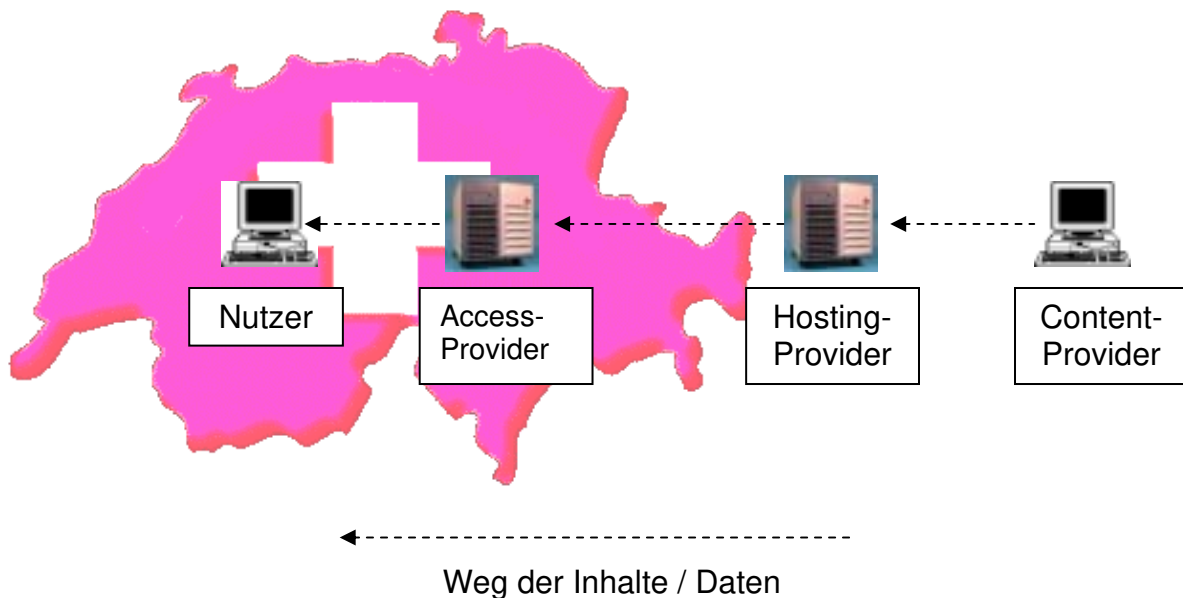 Nutzer
Access-
Provider
Hosting-
Provider
Content-
Provider
Weg der Inhalte / Daten